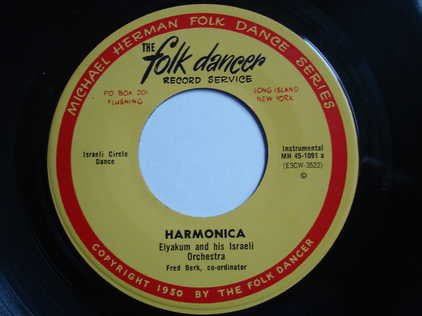 MICHAEL HERMAN FOLK DANCE SERIES
THE
folk dancer
RECORD SERVICE
PO BOX 201
FLUSHING
LONG ISLAND
NEW YORK
Israeli Circle
Dance
Instrumental
MH 45-1091 a
(E3CW-3522)
©
HARMONICA
Elyakum and his Israeli
Orchestra
Fred Berk, co-ordinator
COPYRIGHT 1950 BY THE FOLK DANCER